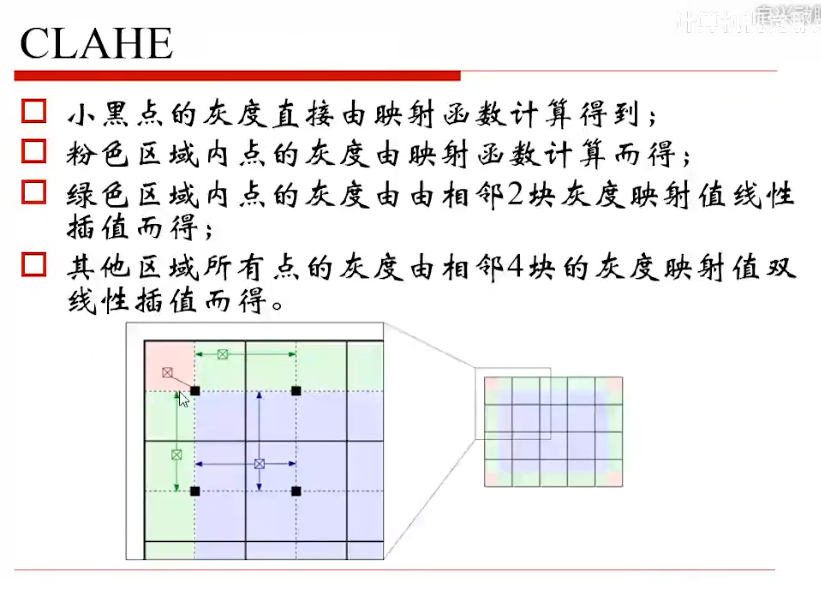 CLAHE
小黑点的灰度直接由映射函数计算得到；
粉色区域内点的灰度由映射函数计算而得；
绿色区域内点的灰度由由相邻2块灰度映射值线性
插值而得；
其他区域所有点的灰度由相邻4块的灰度映射值双
线性插值而得。